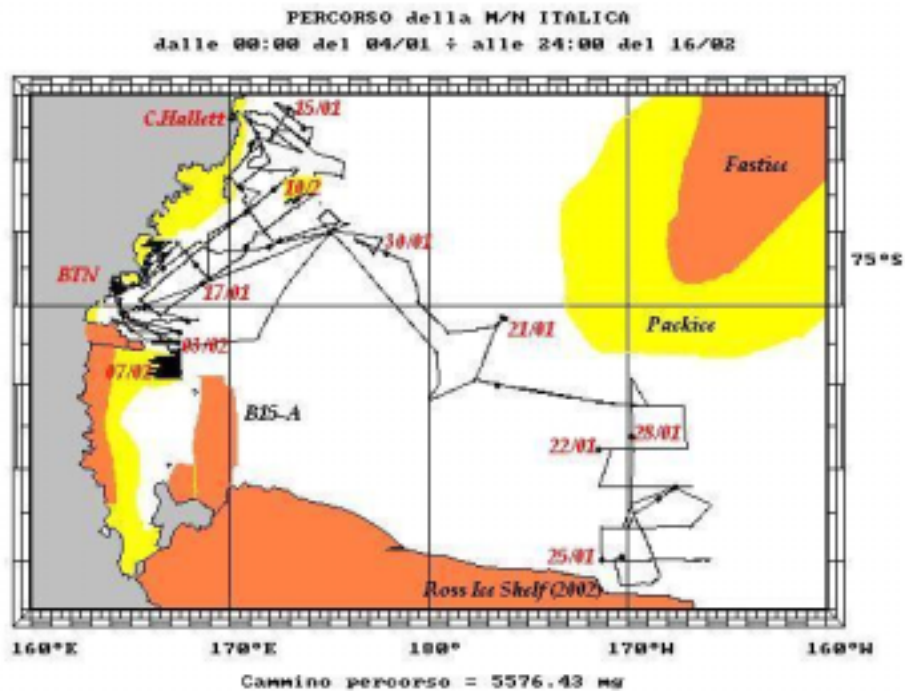 PERCORSO della M/N ITALICA
dalle 00:00 del 04/01 ÷ alle 24:00 del 16/02
C.Hallett
15/01
Fastice
10/2
30/01
BTN
75°S
17/01
21/01
Packice
03/02
07/02
B15-A
22/01
28/01
25/01
Ross Ice Shelf (2002)
160°E
170°E
180°
170°W
160°W
Cammino percorso = 5576.43 mg